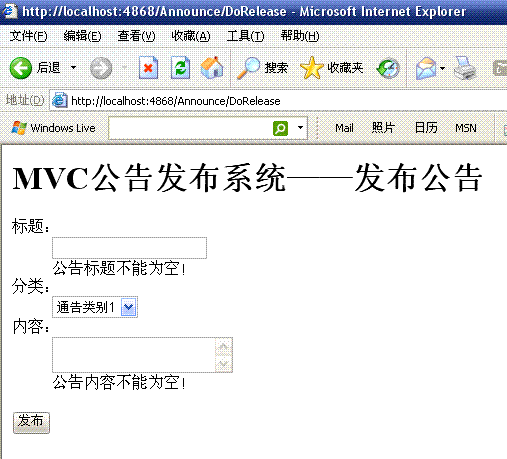 http://localhost:4868/Announce/DoRelease - Microsoft Internet Explorer
文件(F) 编辑(E) 查看(V) 收藏(A) 工具(T) 帮助(H)
后退 搜索 收藏夹
地址(D) http://localhost:4868/Announce/DoRelease
Windows Live Mail 照片 日历 MSN
MVC公告发布系统——发布公告
标题：
公告标题不能为空!
分类：
通告类别1
内容：
公告内容不能为空!
发布